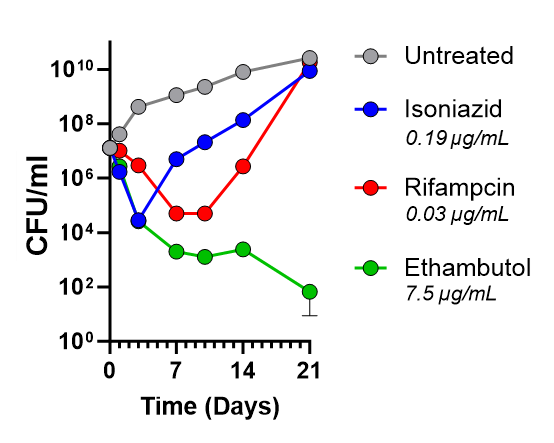 CFU/ml
10¹⁰
10⁸
10⁶
10⁴
10²
10⁰
0
7
14
21
Time (Days)
Untreated
Isoniazid
0.19 µg/mL
Rifampcin
0.03 µg/mL
Ethambutol
7.5 µg/mL